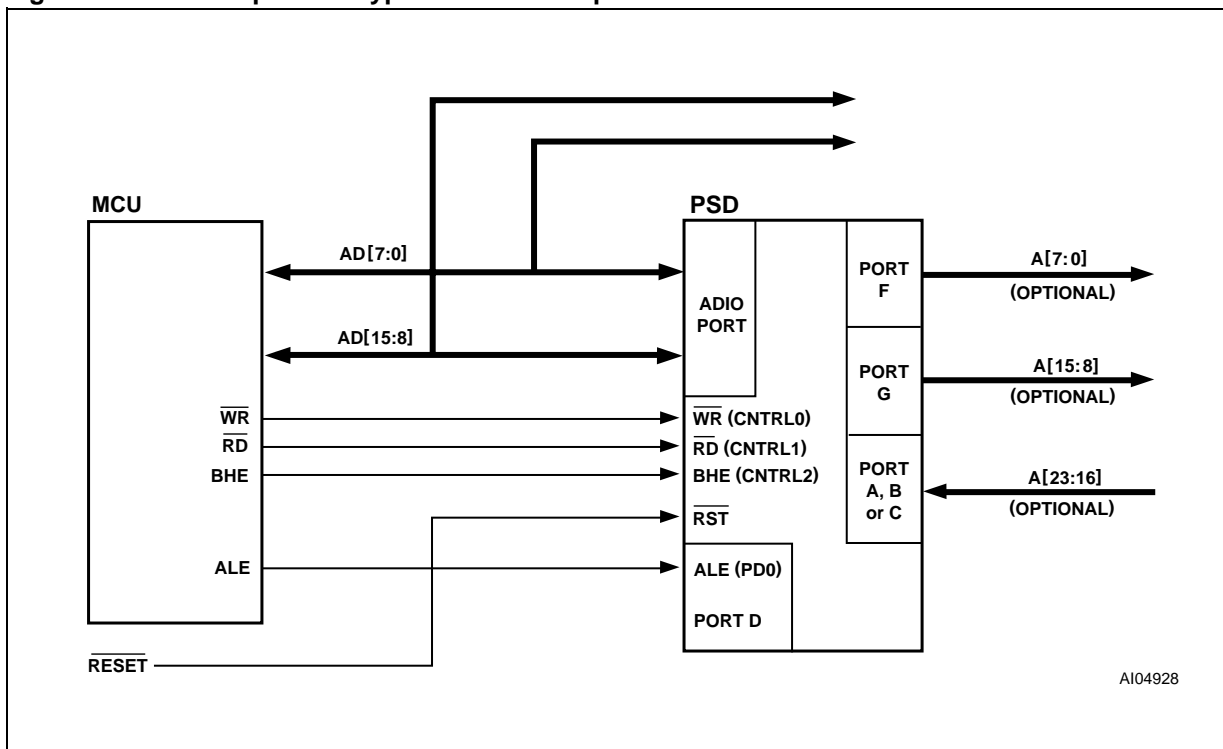 MCU
PSD
AD[7:0]
AD[15:8]
ADIO
PORT
PORT
F
A[7:0]
(OPTIONAL)
PORT
G
A[15:8]
(OPTIONAL)
PORT
A, B
or C
A[23:16]
(OPTIONAL)
WR
RD
BHE
ALE
WR (CNTRL0)
RD (CNTRL1)
BHE (CNTRL2)
RST
ALE (PD0)
PORT D
RESET
AI04928